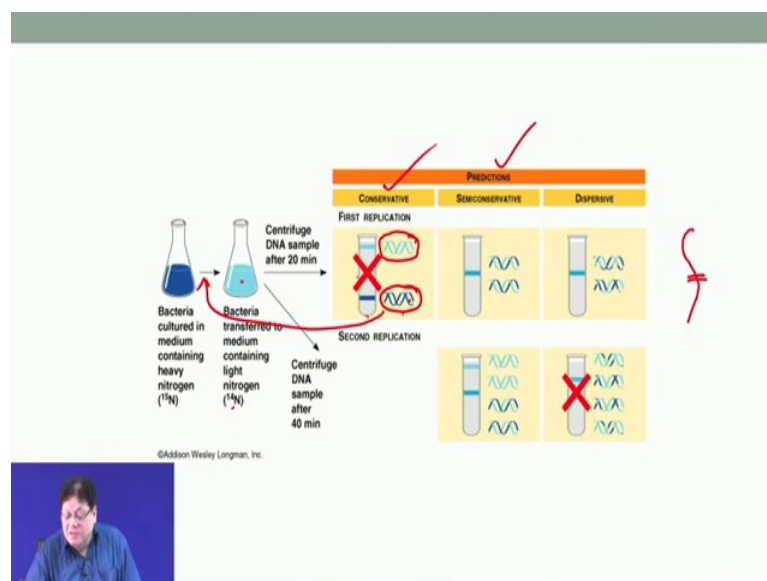 PREDICTIONS
CONSERVATIVE
SEMICONSERVATIVE
DISPERSIVE
FIRST REPLICATION
Centrifuge
DNA sample
after 20 min
Bacteria
cultured in
medium
containing
heavy
nitrogen
(¹⁵N)
Bacteria
transferred to
medium
containing
light
nitrogen
(¹⁴N)
SECOND REPLICATION
Centrifuge
DNA
sample
after
40 min
©Addison Wesley Longman, Inc.